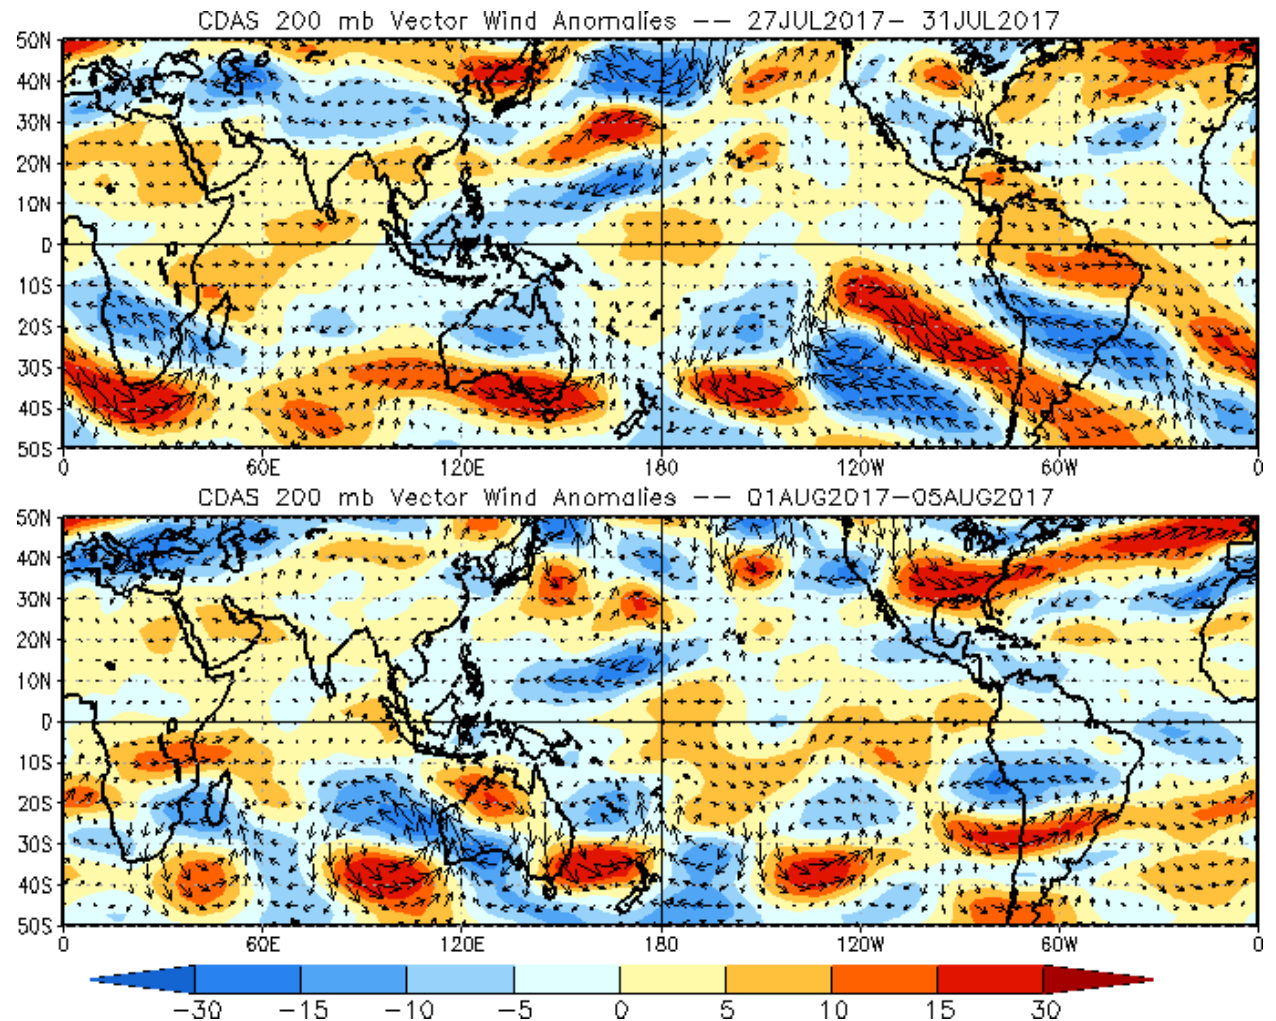 CDAS 200 mb Vector Wind Anomalies -- 27JUL2017- 31JUL2017
50N
40N
30N
20N
10N
0
10S
20S
30S
40S
50S
0 60E 120E 180 120W 60W 0
CDAS 200 mb Vector Wind Anomalies -- 01AUG2017-05AUG2017
50N
40N
30N
20N
10N
0
10S
20S
30S
40S
50S
0 60E 120E 180 120W 60W 0
-30 -15 -10 -5 0 5 10 15 30